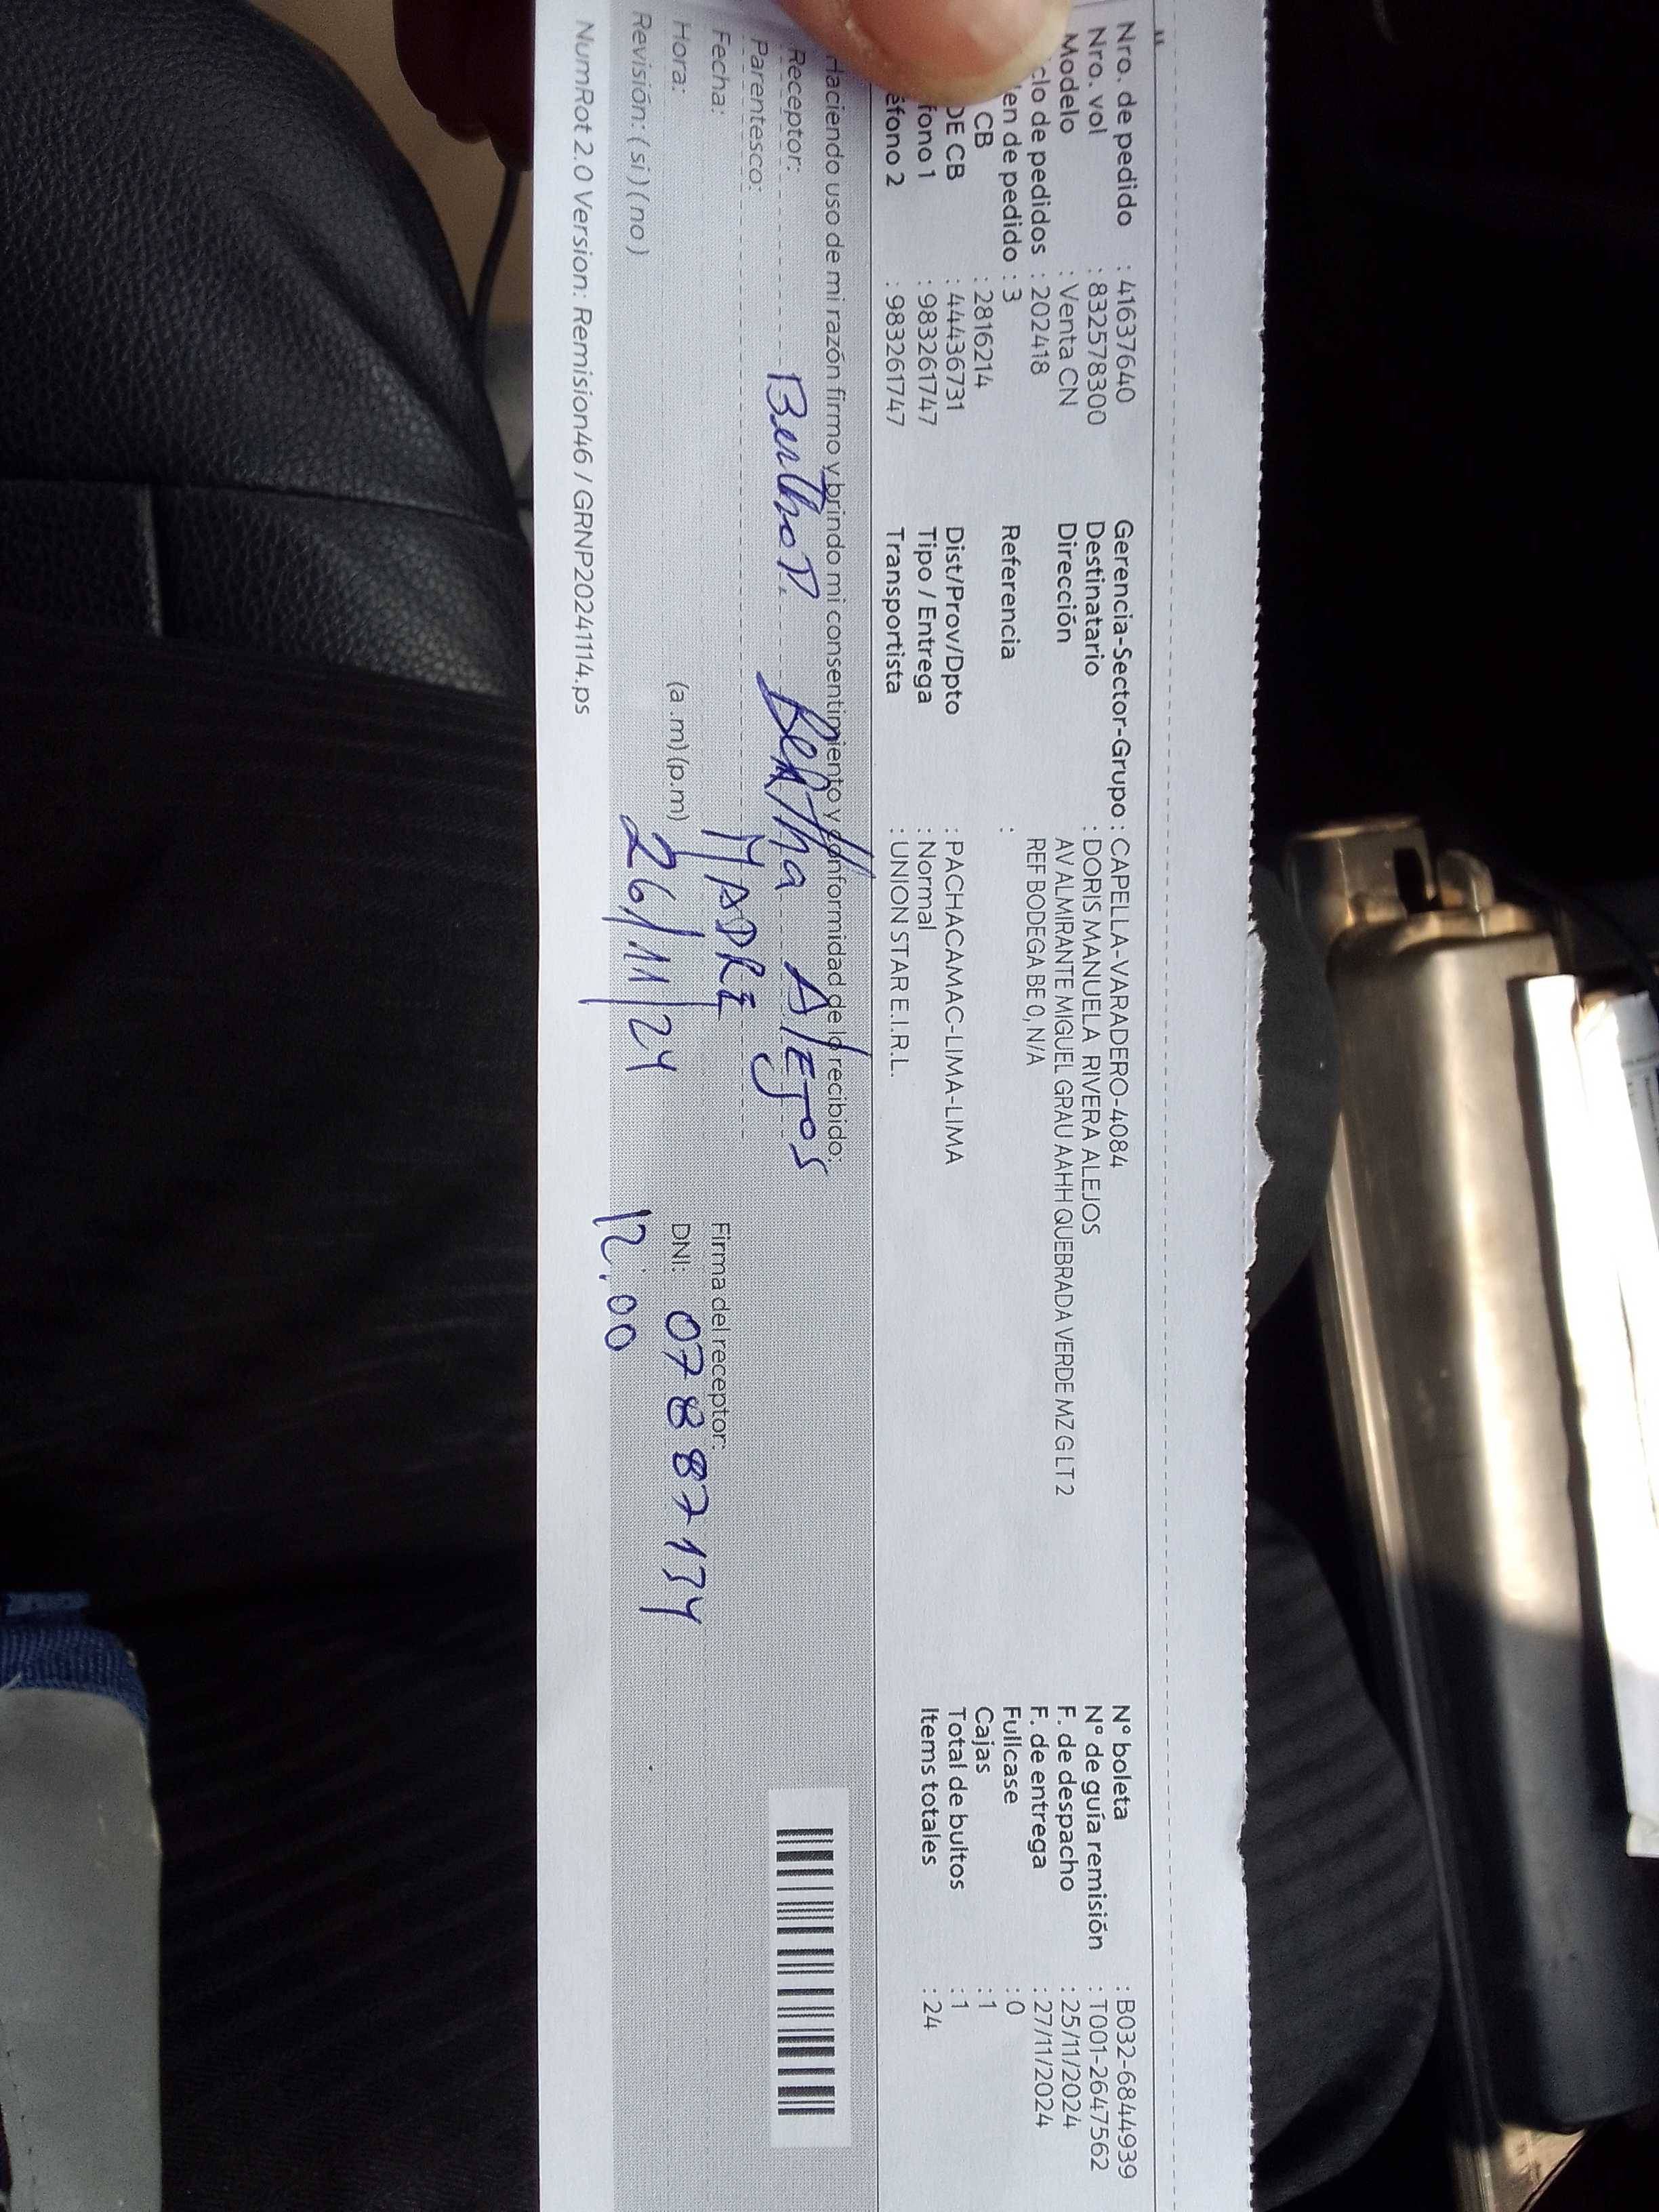 Nro. de pedido : 41637640
Nro. vol : 832578300
Modelo : Venta CN
clo de pedidos : 202418
en de pedido : 3
CB : 2816214
DE CB : 44436731
fono 1 : 983261747
éfono 2 : 983261747
Gerencia-Sector-Grupo : CAPELLA-VARADERO-4084
Destinatario : DORIS MANUELA RIVERA ALEJOS
Dirección AV ALMIRANTE MIGUEL GRAU AAHH QUEBRADA VERDE MZ G LT 2
REF BODEGA BE 0, N/A
Referencia :
Dist/Prov/Dpto : PACHACAMAC-LIMA-LIMA
Tipo / Entrega : Normal
Transportista : UNION STAR E.I.R.L.
N° boleta : B032-6844939
N° de guía remisión : T001-2647562
F. de despacho : 25/11/2024
F. de entrega : 27/11/2024
Fullcase : 0
Cajas : 1
Total de bultos : 1
Items totales : 24
Haciendo uso de mi razón firmo y brindo mi consentimiento y conformidad de lo recibido:
Receptor: Bertha Alejos
Parentesco: MADRE
Fecha:
Firma del receptor:
Hora: (a .m) (p.m)
DNI: 07887174
26/11/24 12:00
Revisión: ( si ) ( no )
NumRot 2.0 Version: Remision46 / GRNP20241114.ps